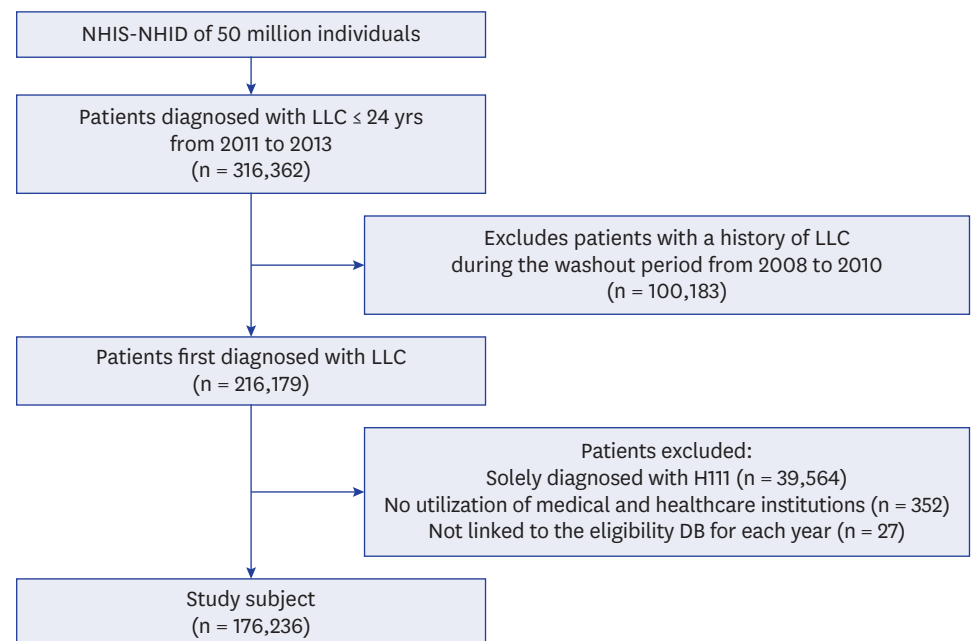 NHIS-NHID of 50 million individuals
Patients diagnosed with LLC ≤ 24 yrs
from 2011 to 2013
(n = 316,362)
Excludes patients with a history of LLC
during the washout period from 2008 to 2010
(n = 100,183)
Patients first diagnosed with LLC
(n = 216,179)
Patients excluded:
Solely diagnosed with H111 (n = 39,564)
No utilization of medical and healthcare institutions (n = 352)
Not linked to the eligibility DB for each year (n = 27)
Study subject
(n = 176,236)